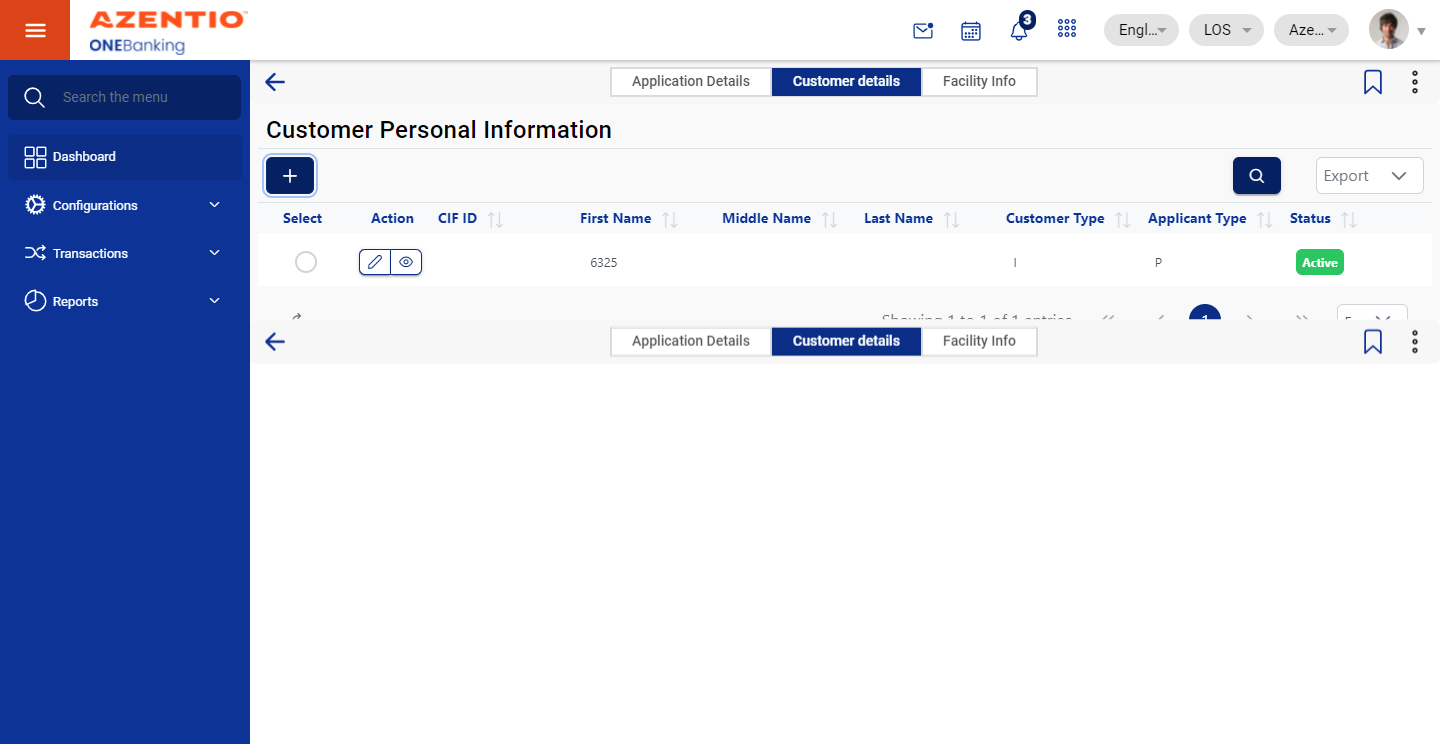 AZENTIO™
ONEBanking
3
Engl...
LOS
Aze...
Search the menu
Dashboard
Configurations
Transactions
Reports
Application Details
Customer details
Facility Info
Customer Personal Information
Export
Select Action CIF ID First Name Middle Name Last Name Customer Type Applicant Type Status
6325 I P Active
Showing 1 to 1 of 1 entries
1
5
Application Details
Customer details
Facility Info